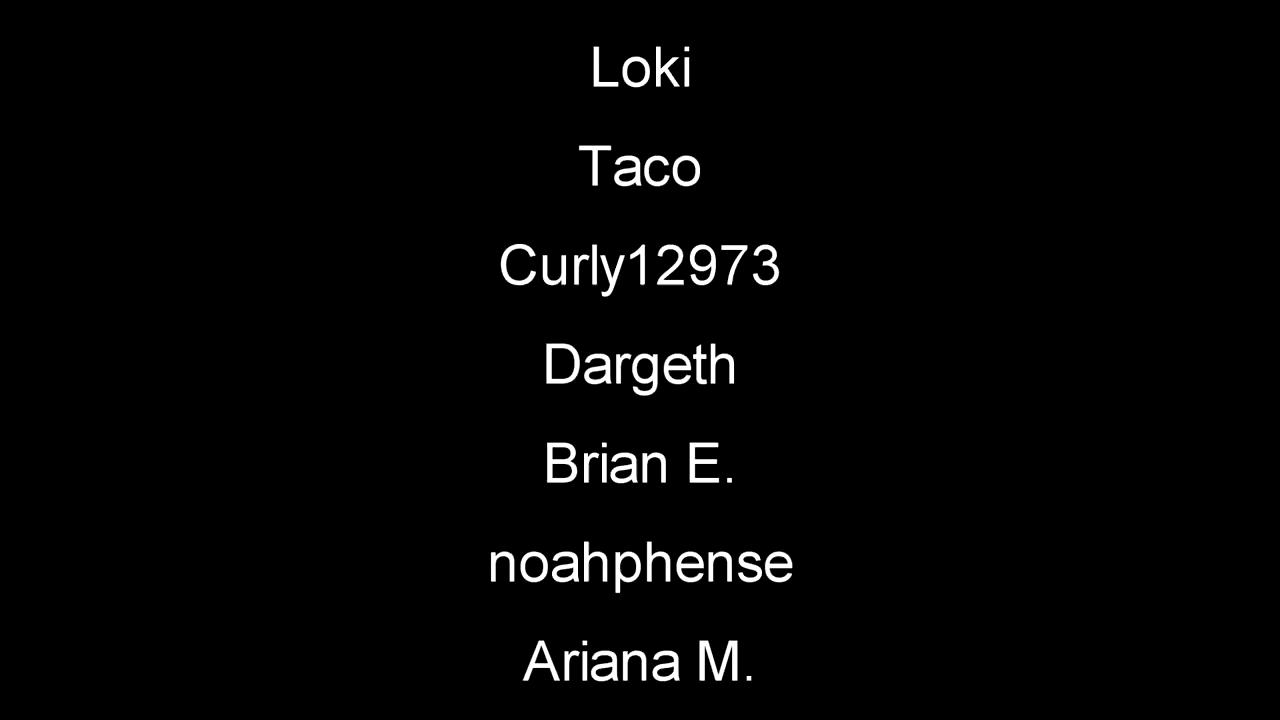 Loki
Taco
Curly12973
Dargeth
Brian E.
noahphense
Ariana M.